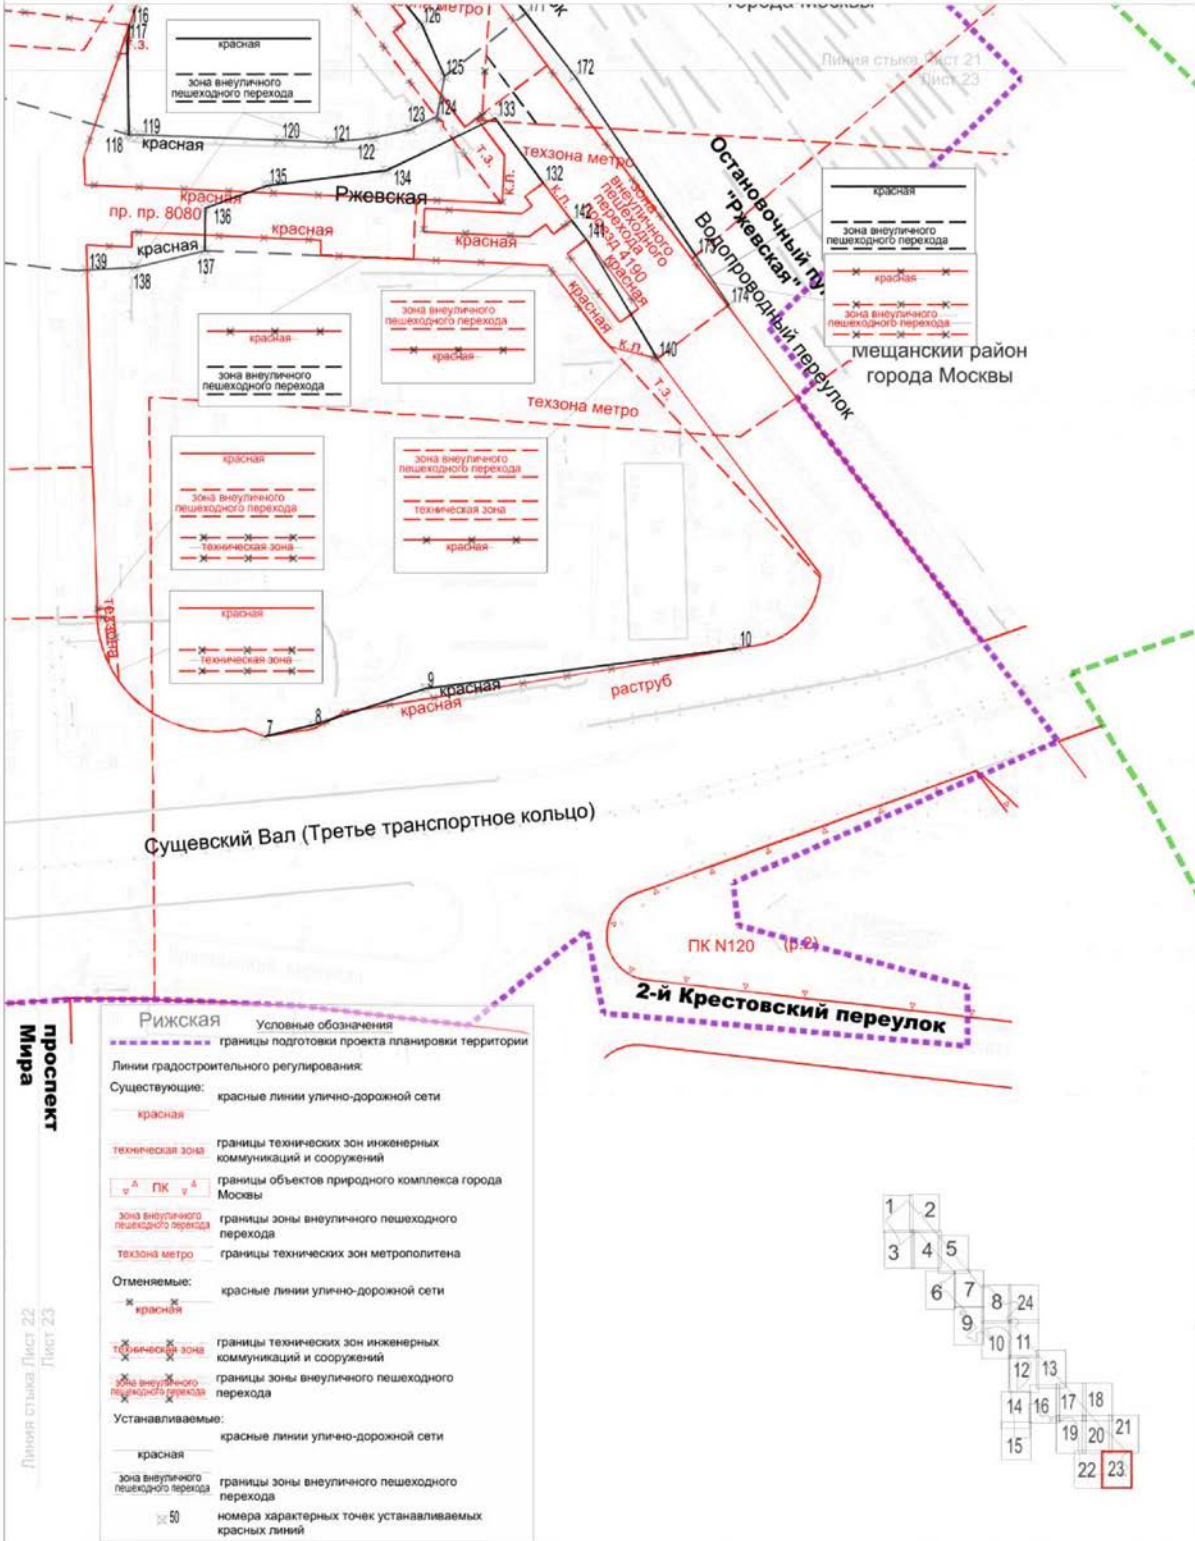 116
117
т.з.
118
119
красная
120
121
122
123
124
125
126
метро
133
134
135
132
172
красная
зона внеуличного
пешеходного перехода
города Москвы
Линия стыка Лист 21
Лист 23
техзона метро
т.з.
к.п.
к.п.
Ржевская
красная
пр. пр. 8080
136
красная
красная
137
138
139
красная
142
141
зона
внеуличного
пешеходного
перехода
проезд 4190
красная
красная
к.п.
140
т.з.
173
174
Остановочный пу
"Ржевская"
Водопроводный переулок
красная
зона внеуличного
пешеходного перехода
красная
зона внеуличного
пешеходного перехода
Мещанский район
города Москвы
красная
зона внеуличного
пешеходного перехода
зона внеуличного
пешеходного перехода
красная
техзона метро
красная
зона внеуличного
пешеходного перехода
техническая зона
зона внеуличного
пешеходного перехода
техническая зона
красная
красная
техническая зона
техзона
7
8
9
10
красная
красная
раструб
Сущевский Вал (Третье транспортное кольцо)
ПК N120 (р.2)
2-й Крестовский переулок
проспект
Мира
Линия стыка Лист 22
Лист 23
Рижская
Условные обозначения
границы подготовки проекта планировки территории
Линии градостроительного регулирования:
Существующие:
красная
красные линии улично-дорожной сети
техническая зона
границы технических зон инженерных
коммуникаций и сооружений
ПК
границы объектов природного комплекса города
Москвы
зона внеуличного
пешеходного перехода
границы зоны внеуличного пешеходного
перехода
техзона метро
границы технических зон метрополитена
Отменяемые:
красная
красные линии улично-дорожной сети
техническая зона
границы технических зон инженерных
коммуникаций и сооружений
зона внеуличного
пешеходного перехода
границы зоны внеуличного пешеходного
перехода
Устанавливаемые:
красная
красные линии улично-дорожной сети
зона внеуличного
пешеходного перехода
границы зоны внеуличного пешеходного
перехода
50
номера характерных точек устанавливаемых
красных линий
1 2
3 4 5
6 7
8 24
9
10 11
12 13
14 16 17 18
15 19 20 21
22 23